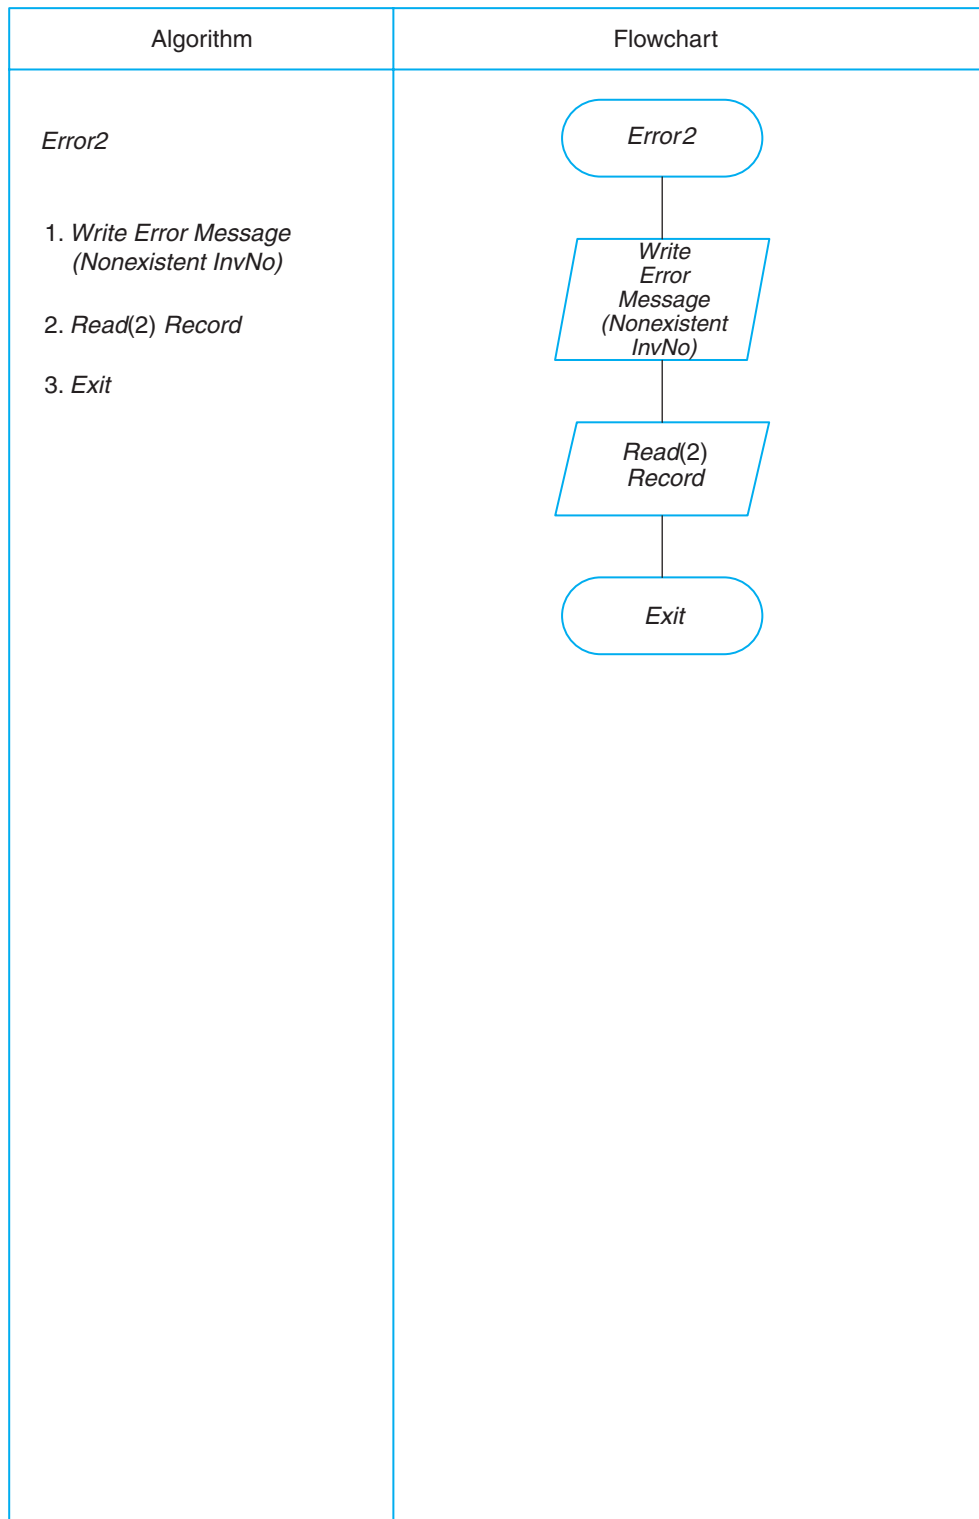 Algorithm
Flowchart
Error2
1. Write Error Message
(Nonexistent InvNo)
2. Read(2) Record
3. Exit
Error2
Write
Error
Message
(Nonexistent
InvNo)
Read(2)
Record
Exit